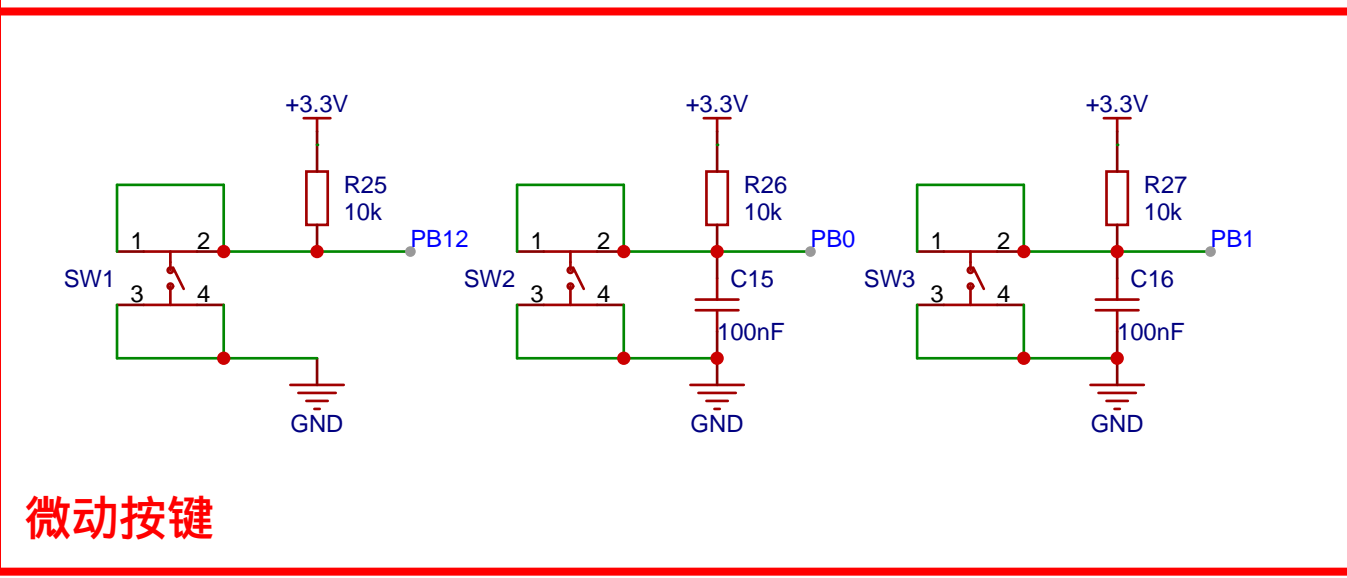 +3.3V
R25
10k
PB12
1 2
SW1
3 4
GND
+3.3V
R26
10k
PB0
1 2
SW2
C15
3 4
100nF
GND
+3.3V
R27
10k
PB1
1 2
SW3
C16
3 4
100nF
GND
微动按键